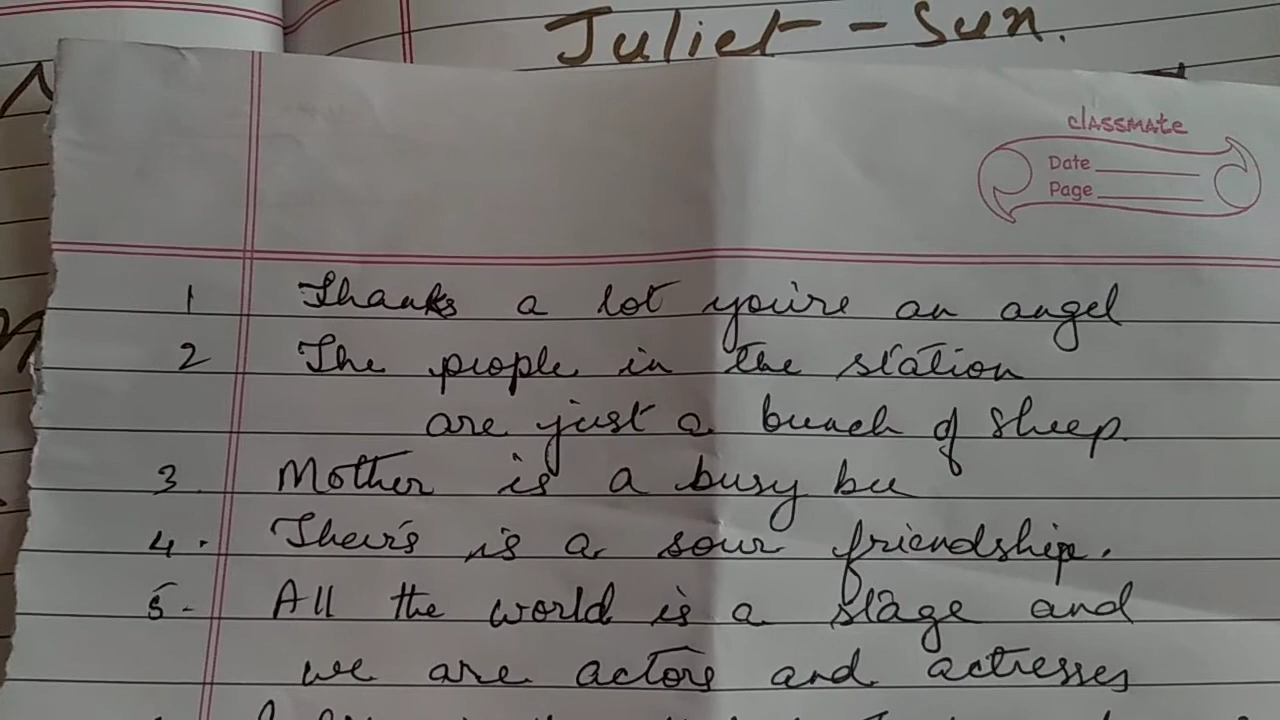 Juliet - Sun.
classmate
Date
Page
1 Thanks a lot you're an angel
2 The people in the station
are just a bunch of sheep.
3 Mother is a busy bee
4. Their's is a sour friendship.
5- All the world is a stage and
we are actors and actresses